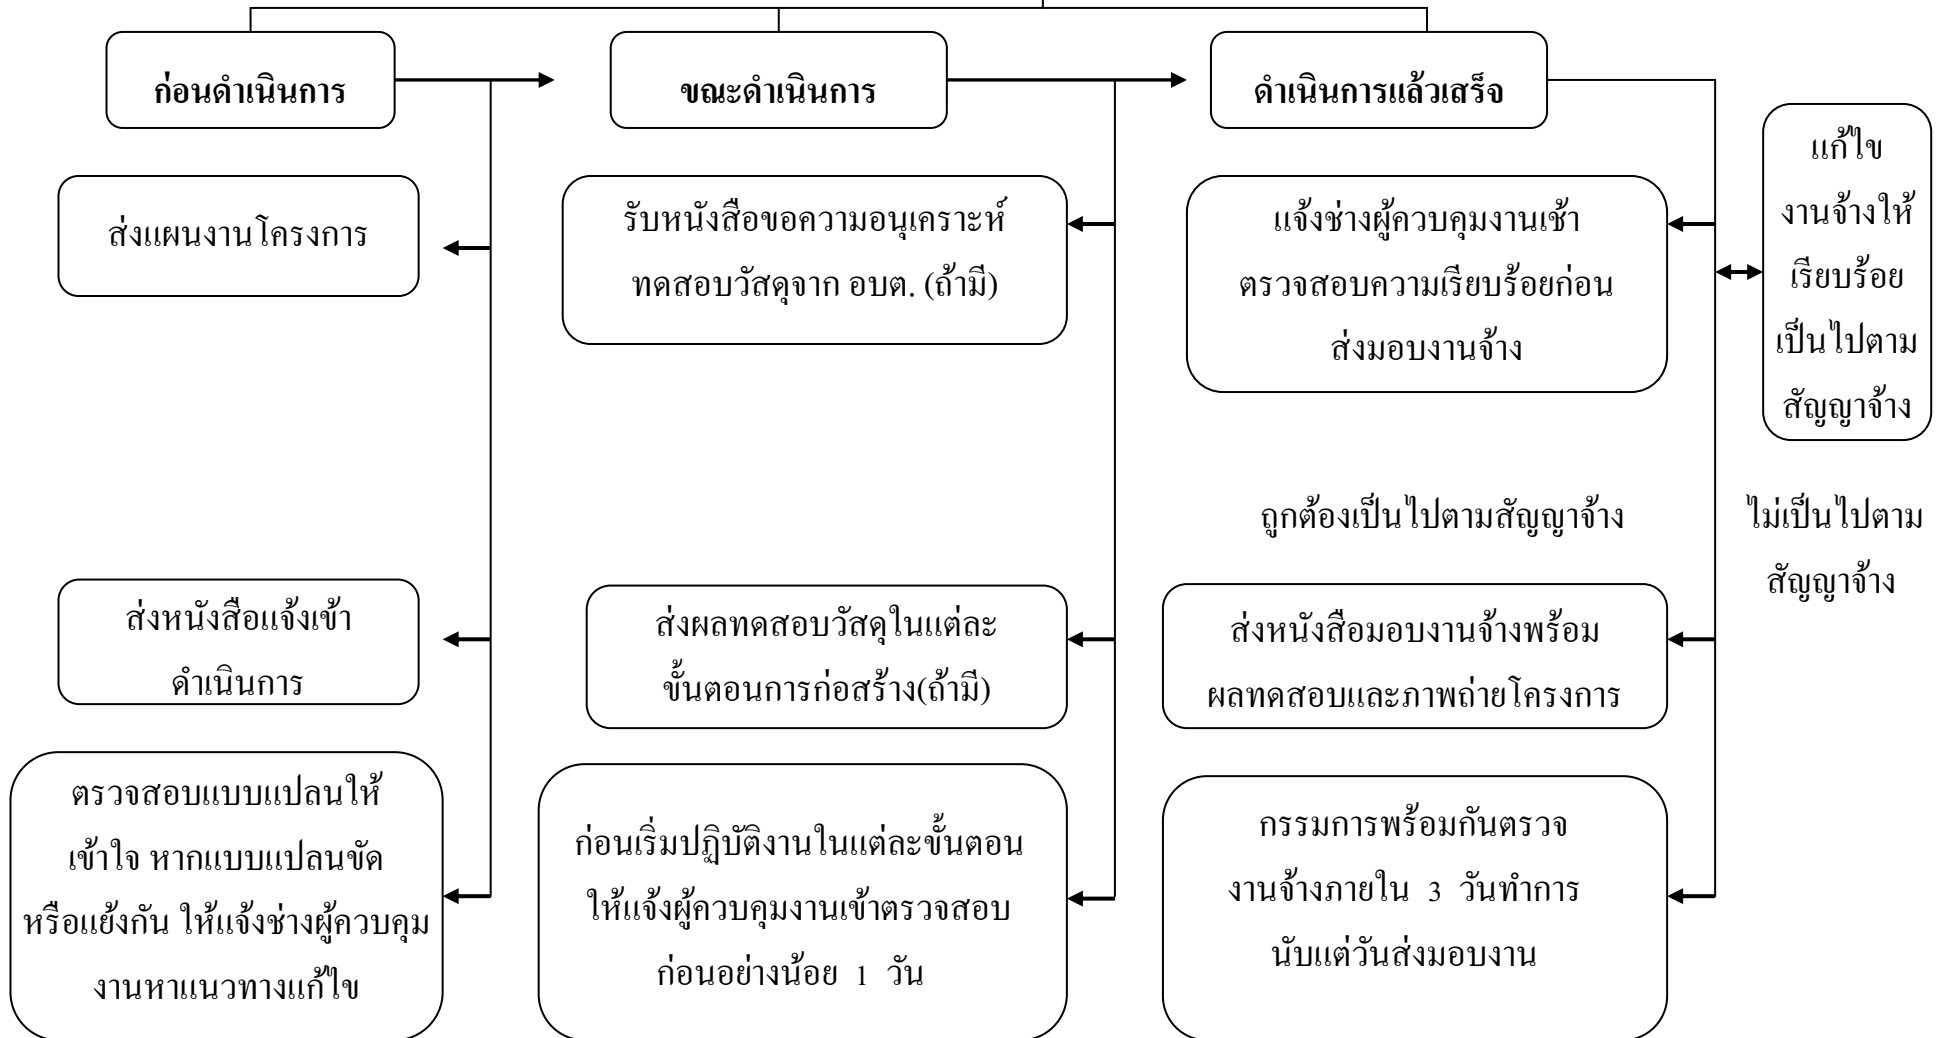 ก่อนดำเนินการ
ส่งแผนงานโครงการ
ส่งหนังสือแจ้งเข้า
ดำเนินการ
ตรวจสอบแบบแปลนให้
เข้าใจ หากแบบแปลนขัด
หรือแย้งกัน ให้แจ้งช่างผู้ควบคุม
งานหาแนวทางแก้ไข
ขณะดำเนินการ
รับหนังสือขอความอนุเคราะห์
ทดสอบวัสดุจาก อบต. (ถ้ามี)
ส่งผลทดสอบวัสดุในแต่ละ
ขั้นตอนการก่อสร้าง(ถ้ามี)
ก่อนเริ่มปฏิบัติงานในแต่ละขั้นตอน
ให้แจ้งผู้ควบคุมงานเข้าตรวจสอบ
ก่อนอย่างน้อย 1 วัน
ดำเนินการแล้วเสร็จ
แจ้งช่างผู้ควบคุมงานเช้า
ตรวจสอบความเรียบร้อยก่อน
ส่งมอบงานจ้าง
ถูกต้องเป็นไปตามสัญญาจ้าง
ส่งหนังสือมอบงานจ้างพร้อม
ผลทดสอบและภาพถ่ายโครงการ
กรรมการพร้อมกันตรวจ
งานจ้างภายใน 3 วันทำการ
นับแต่วันส่งมอบงาน
แก้ไข
งานจ้างให้
เรียบร้อย
เป็นไปตาม
สัญญาจ้าง
ไม่เป็นไปตาม
สัญญาจ้าง